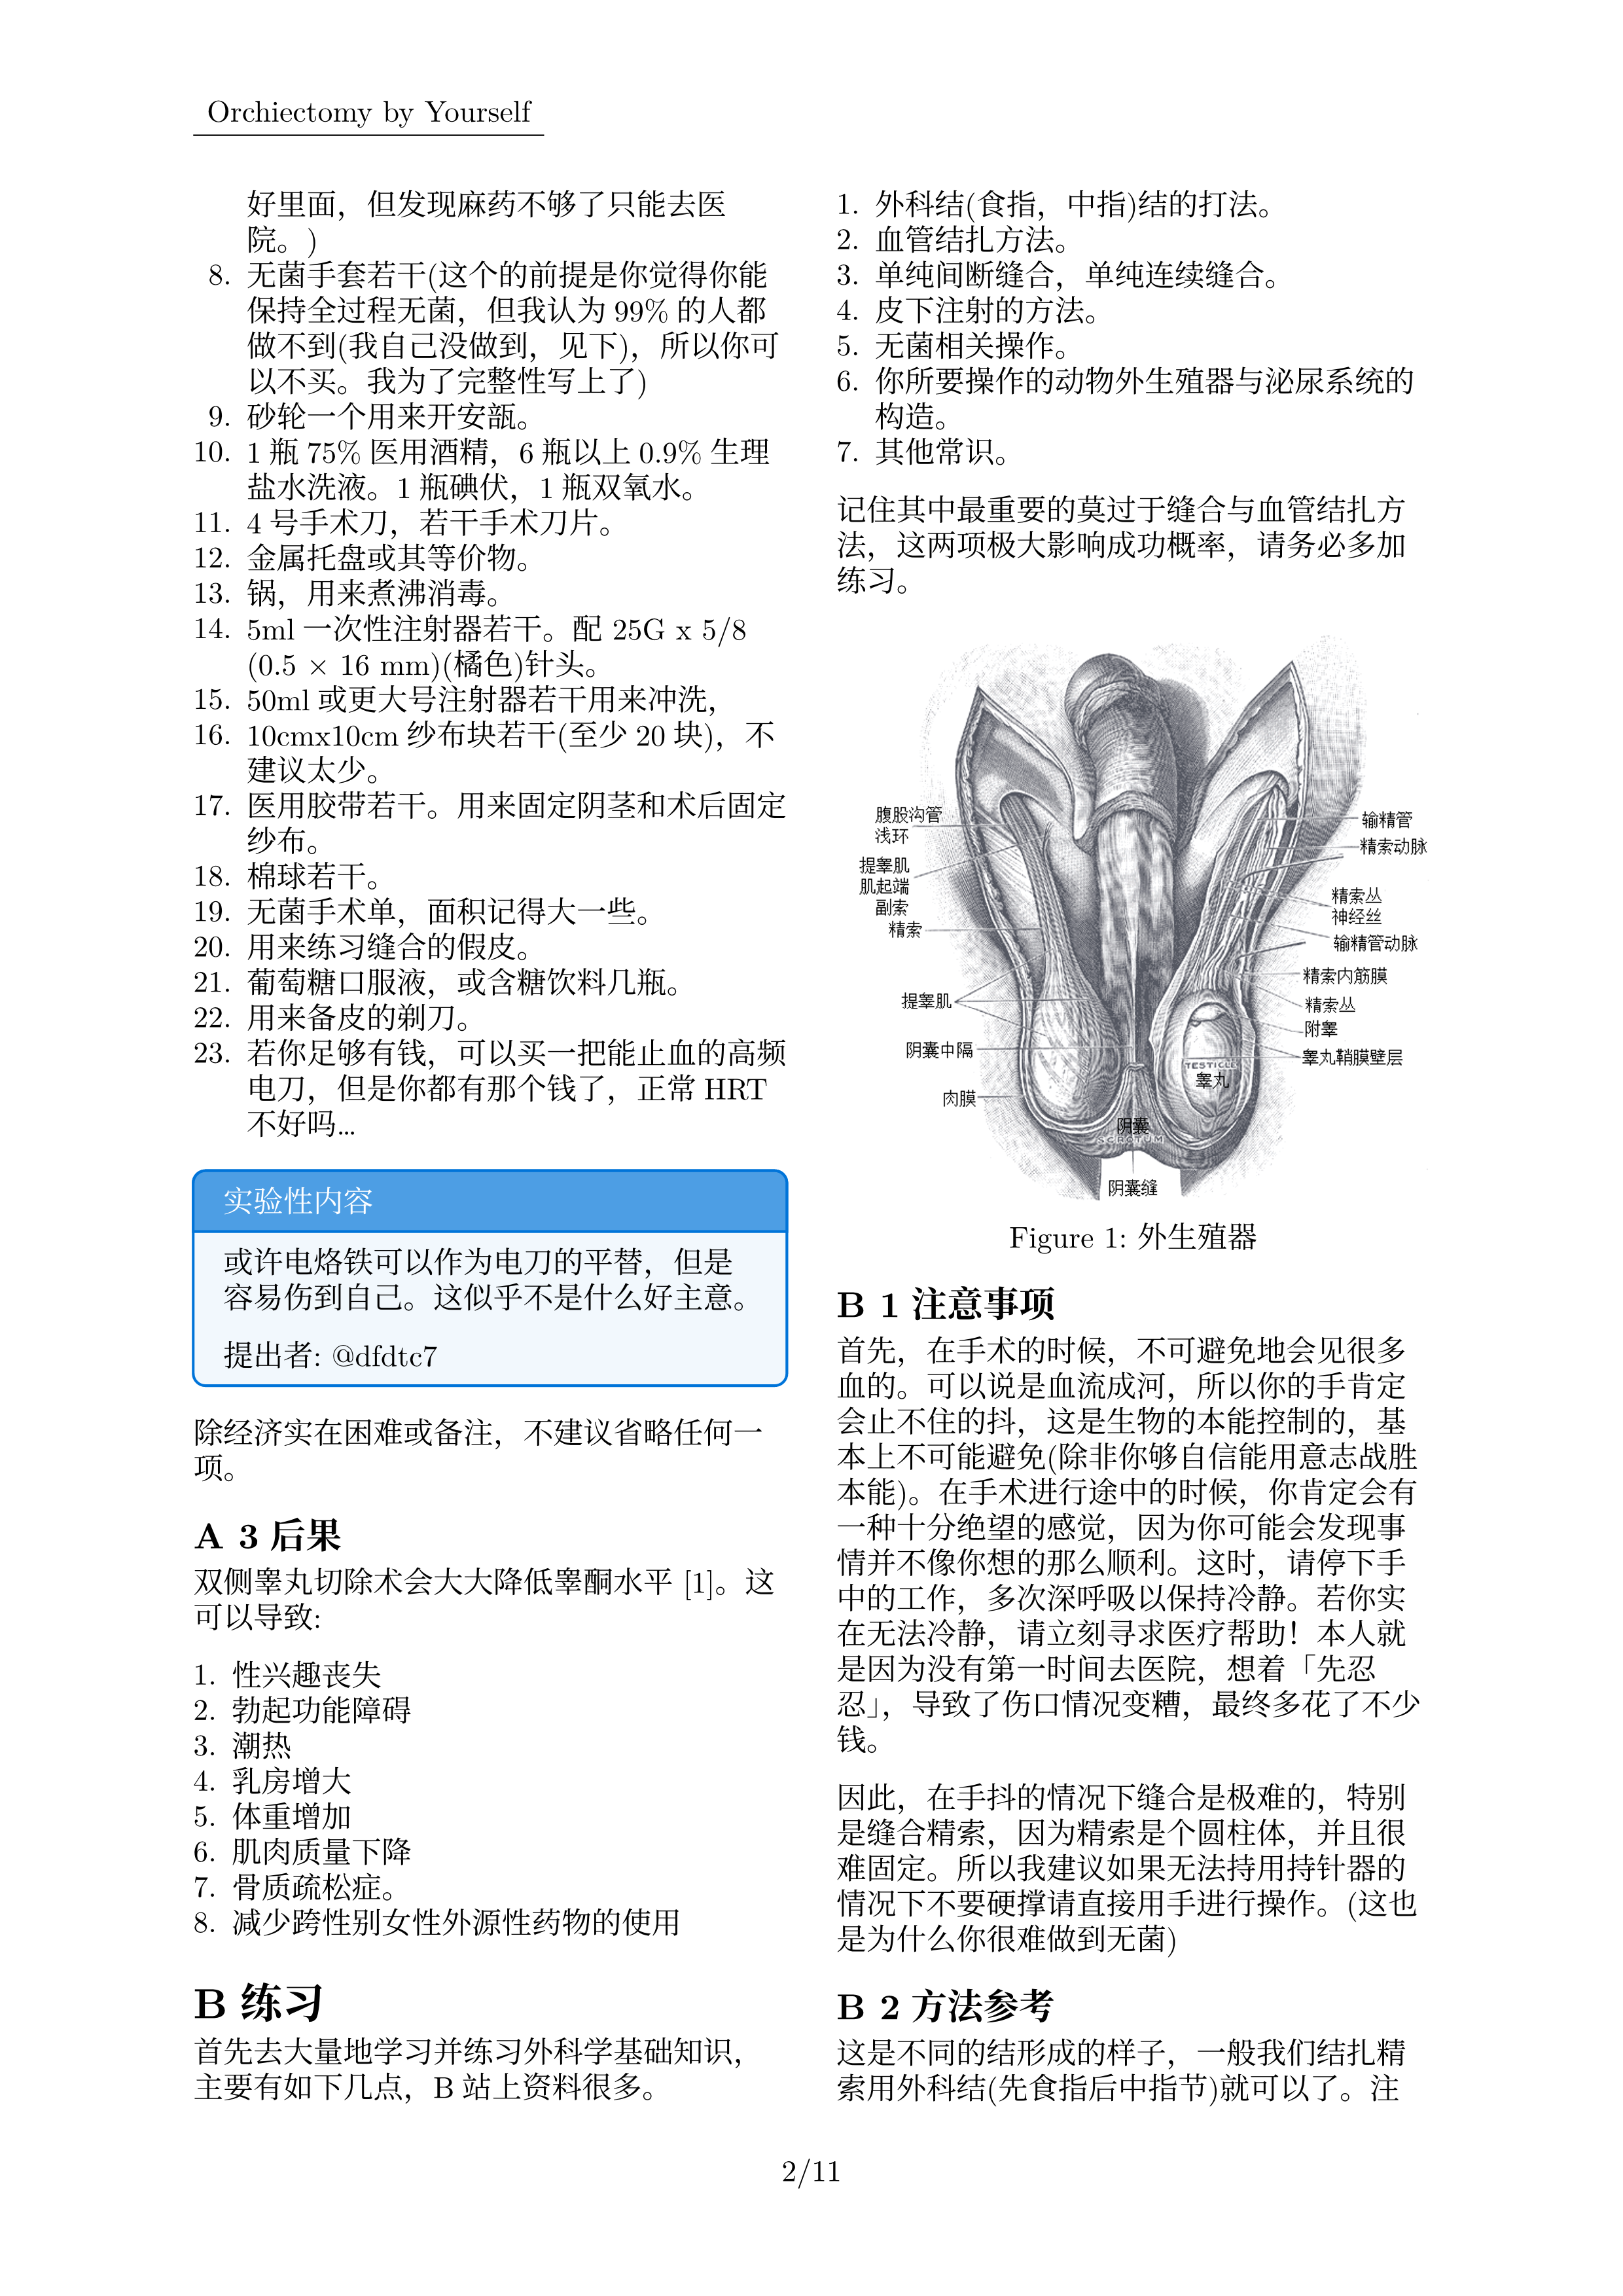 Orchiectomy by Yourself
好里面，但发现麻药不够了只能去医
院。)
8. 无菌手套若干(这个的前提是你觉得你能
保持全过程无菌，但我认为 99% 的人都
做不到(我自己没做到，见下)，所以你可
以不买。我为了完整性写上了)
9. 砂轮一个用来开安瓿。
10. 1 瓶 75% 医用酒精，6 瓶以上 0.9% 生理
盐水洗液。1 瓶碘伏，1 瓶双氧水。
11. 4 号手术刀，若干手术刀片。
12. 金属托盘或其等价物。
13. 锅，用来煮沸消毒。
14. 5ml 一次性注射器若干。配 25G x 5/8
(0.5 × 16 mm)(橘色)针头。
15. 50ml 或更大号注射器若干用来冲洗，
16. 10cmx10cm 纱布块若干(至少 20 块)，不
建议太少。
17. 医用胶带若干。用来固定阴茎和术后固定
纱布。
18. 棉球若干。
19. 无菌手术单，面积记得大一些。
20. 用来练习缝合的假皮。
21. 葡萄糖口服液，或含糖饮料几瓶。
22. 用来备皮的剃刀。
23. 若你足够有钱，可以买一把能止血的高频
电刀，但是你都有那个钱了，正常 HRT
不好吗...
实验性内容
或许电烙铁可以作为电刀的平替，但是
容易伤到自己。这似乎不是什么好主意。
提出者: @dfdtc7
除经济实在困难或备注，不建议省略任何一
项。
A 3 后果
双侧睾丸切除术会大大降低睾酮水平 [1]。这
可以导致:
1. 性兴趣丧失
2. 勃起功能障碍
3. 潮热
4. 乳房增大
5. 体重增加
6. 肌肉质量下降
7. 骨质疏松症。
8. 减少跨性别女性外源性药物的使用
B 练习
首先去大量地学习并练习外科学基础知识，
主要有如下几点，B 站上资料很多。
1. 外科结(食指，中指)结的打法。
2. 血管结扎方法。
3. 单纯间断缝合，单纯连续缝合。
4. 皮下注射的方法。
5. 无菌相关操作。
6. 你所要操作的动物外生殖器与泌尿系统的
构造。
7. 其他常识。
记住其中最重要的莫过于缝合与血管结扎方
法，这两项极大影响成功概率，请务必多加
练习。
腹股沟管
浅环
提睾肌
肌起端
副索
精索
提睾肌
阴囊中隔
肉膜
输精管
精索动脉
精索丛
神经丝
输精管动脉
精索内筋膜
精索丛
附睾
睾丸鞘膜壁层
TESTICLE
睾丸
阴囊
SCROTUM
阴囊缝
Figure 1: 外生殖器
B 1 注意事项
首先，在手术的时候，不可避免地会见很多
血的。可以说是血流成河，所以你的手肯定
会止不住的抖，这是生物的本能控制的，基
本上不可能避免(除非你够自信能用意志战胜
本能)。在手术进行途中的时候，你肯定会有
一种十分绝望的感觉，因为你可能会发现事
情并不像你想的那么顺利。这时，请停下手
中的工作，多次深呼吸以保持冷静。若你实
在无法冷静，请立刻寻求医疗帮助！本人就
是因为没有第一时间去医院，想着「先忍
忍」，导致了伤口情况变糟，最终多花了不少
钱。
因此，在手抖的情况下缝合是极难的，特别
是缝合精索，因为精索是个圆柱体，并且很
难固定。所以我建议如果无法持用持针器的
情况下不要硬撑请直接用手进行操作。(这也
是为什么你很难做到无菌)
B 2 方法参考
这是不同的结形成的样子，一般我们结扎精
索用外科结(先食指后中指节)就可以了。注
2/11